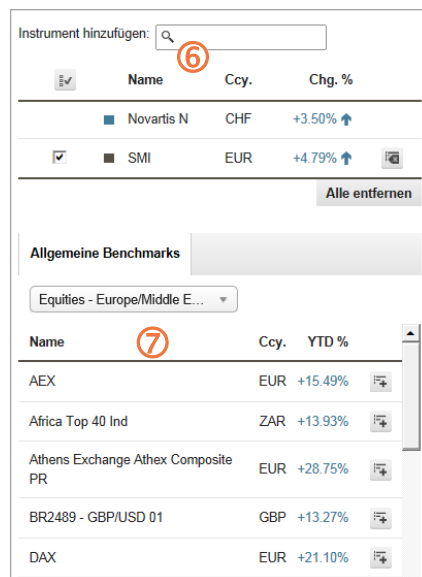 Instrument hinzufügen:
6
Name Ccy. Chg. %
Novartis N CHF +3.50%
SMI EUR +4.79%
Alle entfernen
Allgemeine Benchmarks
Equities - Europe/Middle E...
7
Name Ccy. YTD %
AEX EUR +15.49%
Africa Top 40 Ind ZAR +13.93%
Athens Exchange Athex Composite
PR EUR +28.75%
BR2489 - GBP/USD 01 GBP +13.27%
DAX EUR +21.10%